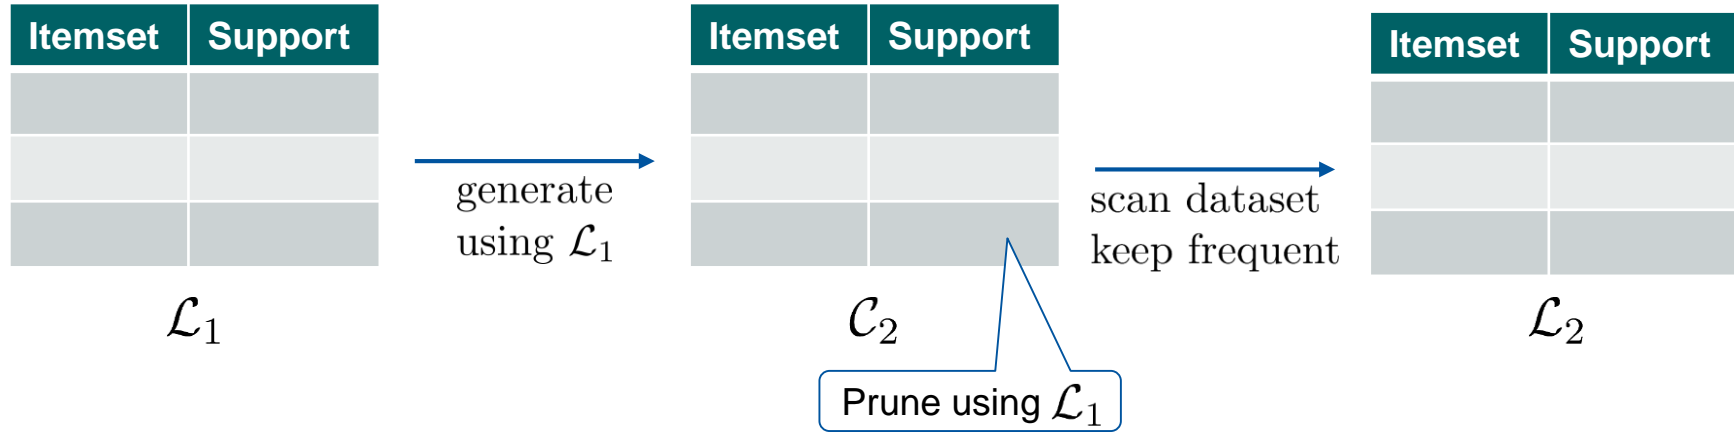 Itemset Support
Itemset Support
Itemset Support
generate
using ℒ₁
scan dataset
keep frequent
ℒ₁
𝒞₂
ℒ₂
Prune using ℒ₁